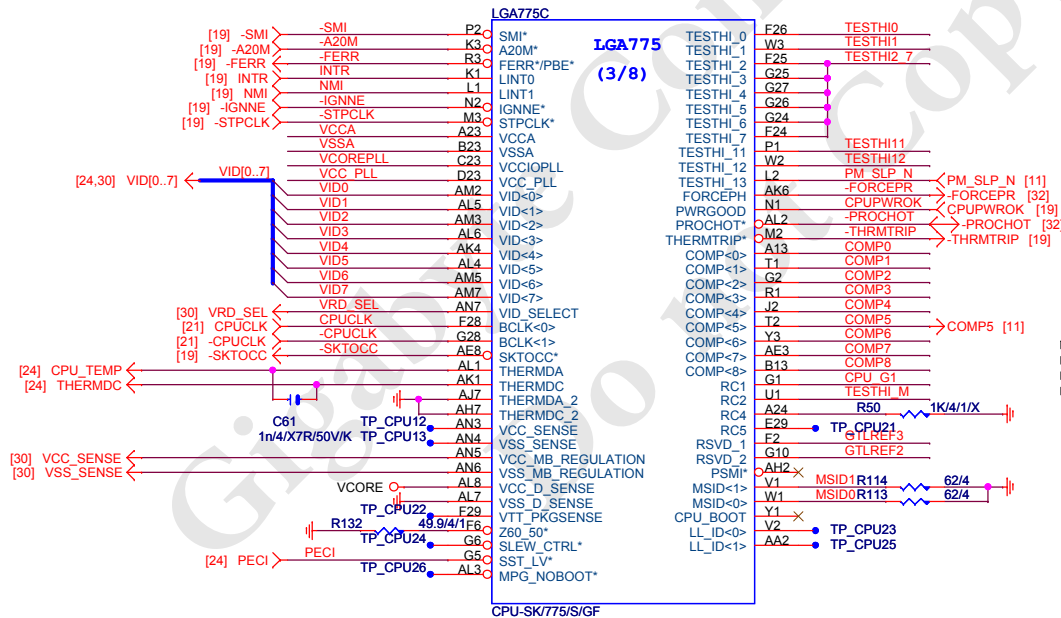 LGA775C
LGA775
(3/8)
[19] -SMI -SMI P2 SMI*
[19] -A20M -A20M K3 A20M*
[19] -FERR -FERR R3 FERR*/PBE*
[19] INTR INTR K1 LINT0
[19] NMI NMI L1 LINT1
[19] -IGNNE -IGNNE N2 IGNNE*
[19] -STPCLK -STPCLK M3 STPCLK*
VCCA A23 VCCA
VSSA B23 VSSA
VCOREPLL C23 VCCIOPLL
VCC_PLL D23 VCC_PLL
[24,30] VID[0..7] VID[0..7]
VID0 AM2 VID<0>
VID1 AL5 VID<1>
VID2 AM3 VID<2>
VID3 AL6 VID<3>
VID4 AK4 VID<4>
VID5 AL4 VID<5>
VID6 AM5 VID<6>
VID7 AM7 VID<7>
[30] VRD_SEL VRD_SEL AN7 VID_SELECT
[21] CPUCLK CPUCLK F28 BCLK<0>
[21] -CPUCLK -CPUCLK G28 BCLK<1>
[19] -SKTOCC -SKTOCC AE8 SKTOCC*
[24] CPU_TEMP AL1 THERMDA
[24] THERMDC AK1 THERMDC
AJ7 THERMDA_2
AH7 THERMDC_2
C61
1n/4/X7R/50V/K
TP_CPU12 AN3 VCC_SENSE
TP_CPU13 AN4 VSS_SENSE
[30] VCC_SENSE AN5 VCC_MB_REGULATION
[30] VSS_SENSE AN6 VSS_MB_REGULATION
VCORE AL8 VCC_D_SENSE
AL7 VSS_D_SENSE
TP_CPU22 F29 VTT_PKGSENSE
R132 49.9/4/1 F6 Z60_50*
TP_CPU24 G6 SLEW_CTRL*
[24] PECI PECI G5 SST_LV*
TP_CPU26 AL3 MPG_NOBOOT*
TESTHI_0 F26 TESTHI0
TESTHI_1 W3 TESTHI1
TESTHI_2 F25 TESTHI2_7
TESTHI_3 G25
TESTHI_4 G27
TESTHI_5 G26
TESTHI_6 G24
TESTHI_7 F24
TESTHI_11 P1 TESTHI11
TESTHI_12 W2 TESTHI12
TESTHI_13 L2 PM_SLP_N PM_SLP_N [11]
FORCEPH AK6 -FORCEPR -FORCEPR [32]
PWRGOOD N1 CPUPWROK CPUPWROK [19]
PROCHOT* AL2 -PROCHOT -PROCHOT [32]
THERMTRIP* M2 -THRMTRIP -THRMTRIP [19]
COMP<0> A13 COMP0
COMP<1> T1 COMP1
COMP<2> G2 COMP2
COMP<3> R1 COMP3
COMP<4> J2 COMP4
COMP<5> T2 COMP5 COMP5 [11]
COMP<6> Y3 COMP6
COMP<7> AE3 COMP7
COMP<8> B13 COMP8
RC1 G1 CPU_G1
RC2 U1 TESTHI_M
RC4 A24 R50 1K/4/1/X
RC5 E29 TP_CPU21
RSVD_1 F2 GTLREF3
RSVD_2 G10 GTLREF2
PSMI* AH2
MSID<1> V1 MSID1 R114 62/4
MSID<0> W1 MSID0 R113 62/4
CPU_BOOT Y1
LL_ID<0> V2 TP_CPU23
LL_ID<1> AA2 TP_CPU25
CPU-SK/775/S/GF
Gigabyte Confidential
Do not Copy